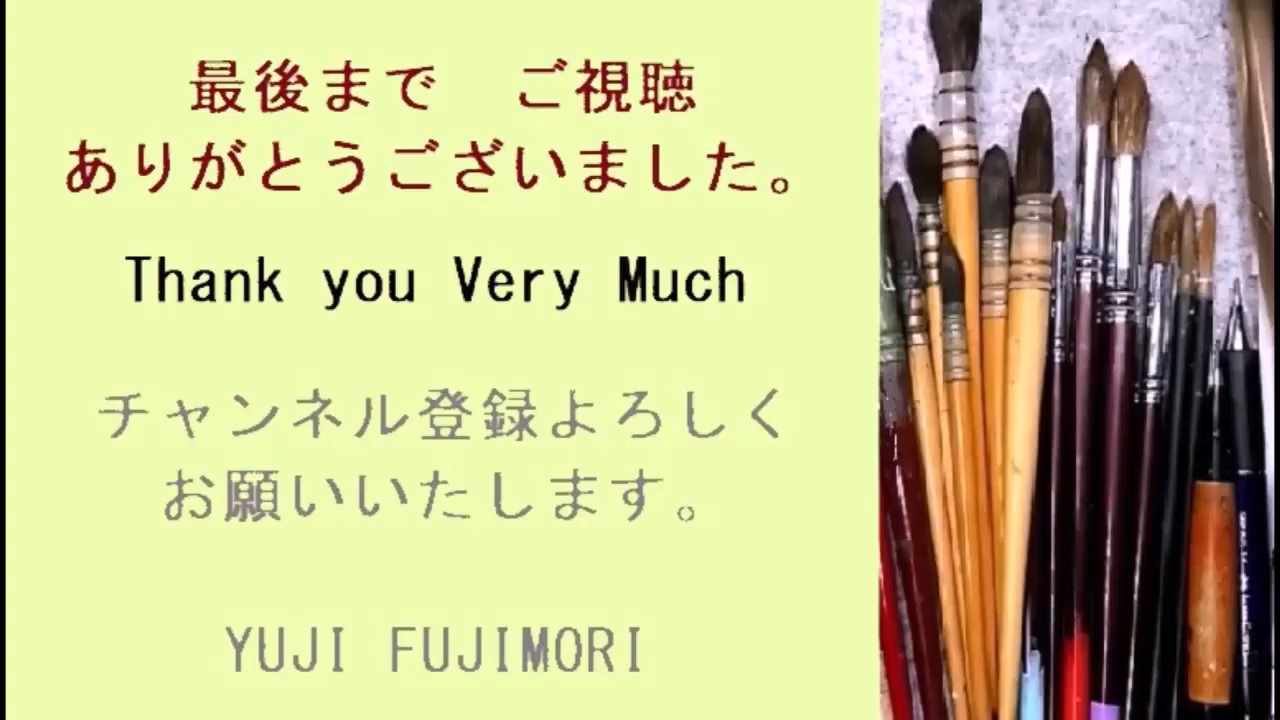 最後まで　ご視聴
ありがとうございました。
Thank you Very Much
チャンネル登録よろしく
お願いいたします。
YUJI FUJIMORI